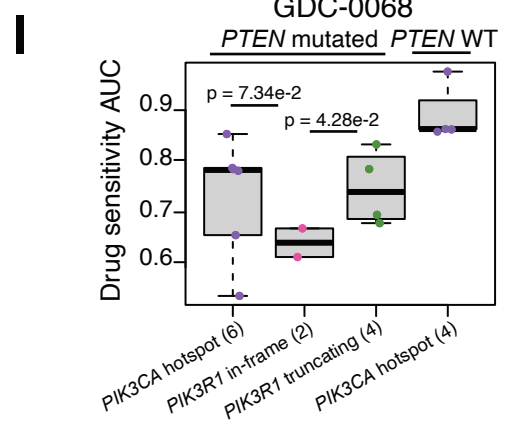 I
GDC-0068
PTEN mutated PTEN WT
Drug sensitivity AUC
p = 7.34e-2
p = 4.28e-2
0.9
0.8
0.7
0.6
PIK3CA hotspot (6)
PIK3R1 in-frame (2)
PIK3R1 truncating (4)
PIK3CA hotspot (4)